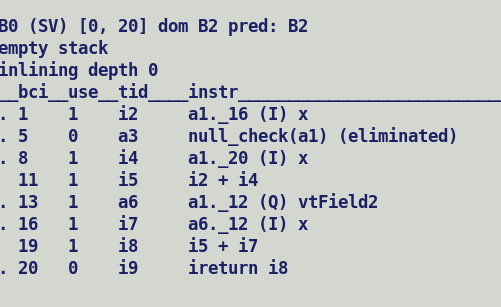 B0 (SV) [0, 20] dom B2 pred: B2
empty stack
inlining depth 0
__bci__use__tid____instr___________________________
. 1    1    i2     a1._16 (I) x
. 5    0    a3     null_check(a1) (eliminated)
. 8    1    i4     a1._20 (I) x
  11   1    i5     i2 + i4
. 13   1    a6     a1._12 (Q) vtField2
. 16   1    i7     a6._12 (I) x
  19   1    i8     i5 + i7
. 20   0    i9     ireturn i8